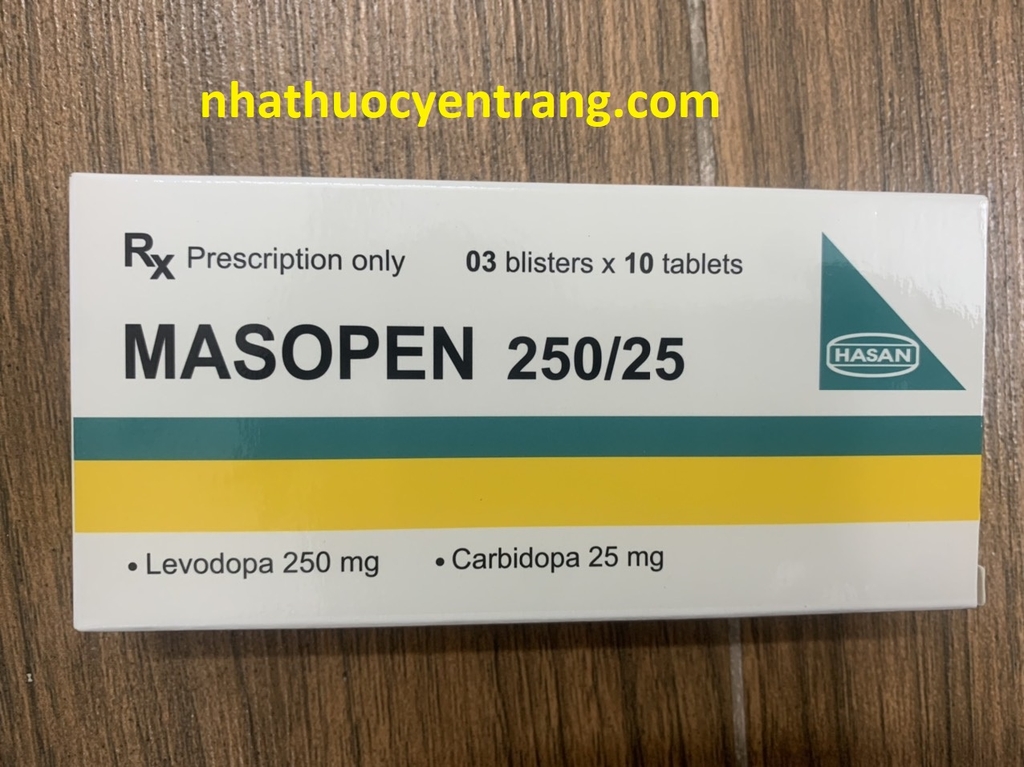 nhathuocyentrang.com
Rx Prescription only 03 blisters x 10 tablets
MASOPEN 250/25
HASAN
• Levodopa 250 mg • Carbidopa 25 mg